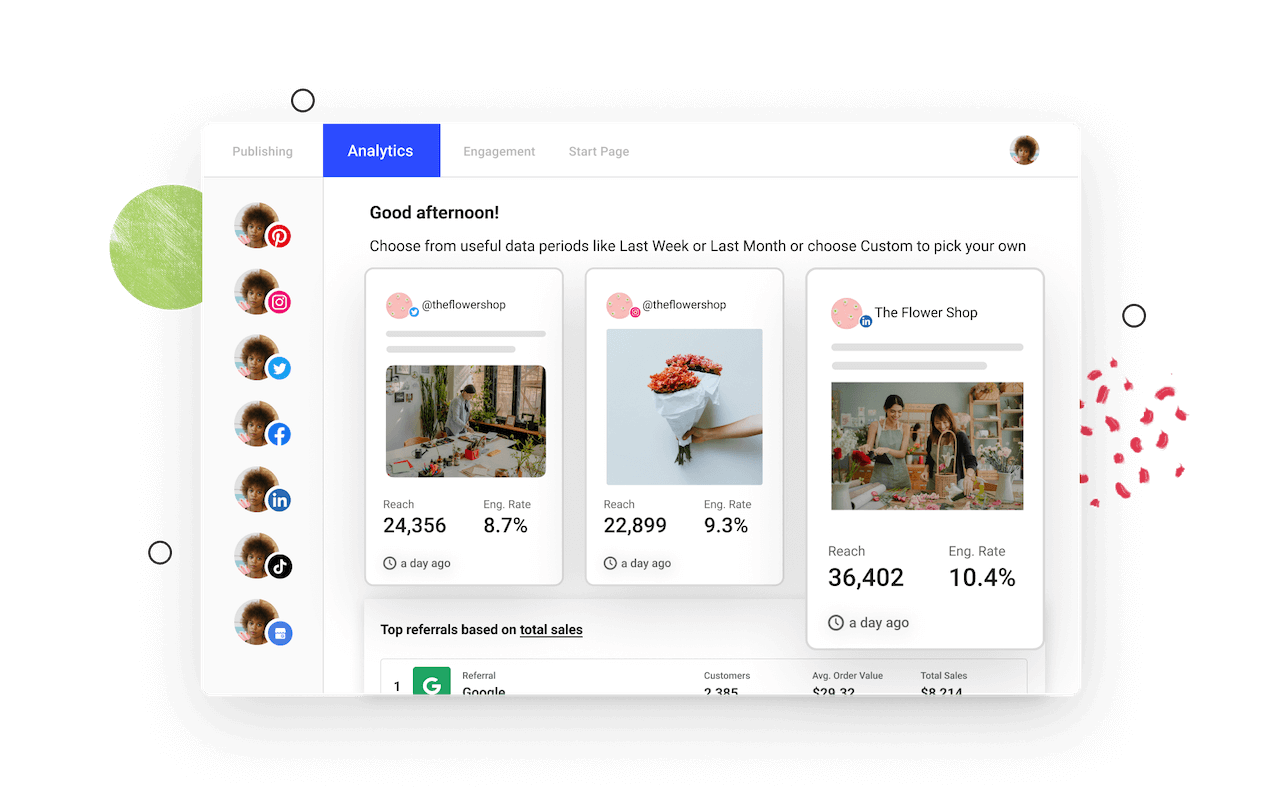 Publishing
Analytics
Engagement
Start Page
Good afternoon!
Choose from useful data periods like Last Week or Last Month or choose Custom to pick your own
@theflowershop
Reach
Eng. Rate
24,356
8.7%
a day ago
@theflowershop
Reach
Eng. Rate
22,899
9.3%
a day ago
The Flower Shop
Reach
Eng. Rate
36,402
10.4%
a day ago
Top referrals based on total sales
1
G
Referral
Google
Customers
2,385
Avg. Order Value
$29.32
Total Sales
$8,214
in
in